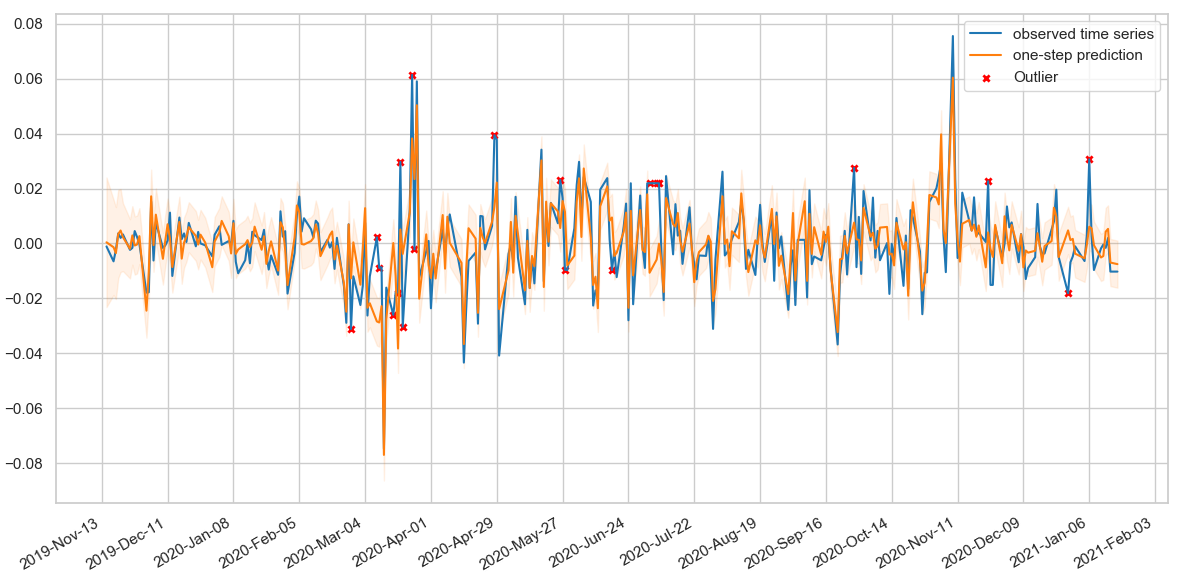 0.08
0.06
0.04
0.02
0.00
−0.02
−0.04
−0.06
−0.08
observed time series
one-step prediction
Outlier
2019-Nov-13
2019-Dec-11
2020-Jan-08
2020-Feb-05
2020-Mar-04
2020-Apr-01
2020-Apr-29
2020-May-27
2020-Jun-24
2020-Jul-22
2020-Aug-19
2020-Sep-16
2020-Oct-14
2020-Nov-11
2020-Dec-09
2021-Jan-06
2021-Feb-03